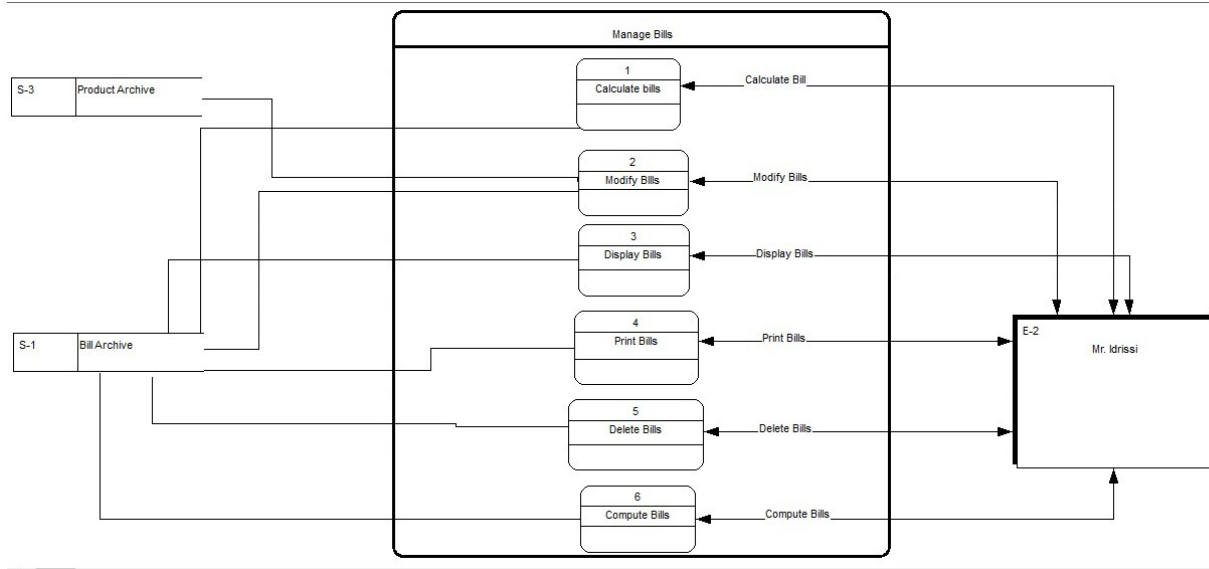 Manage Bills
S-3
Product Archive
1
Calculate bills
Calculate Bill
2
Modify BIlls
Modify Bills
3
Display Bills
Display Bills
S-1
Bill Archive
4
Print Bills
Print Bills
E-2
Mr. Idrissi
5
Delete Bills
Delete Bills
6
Compute Bills
Compute Bills